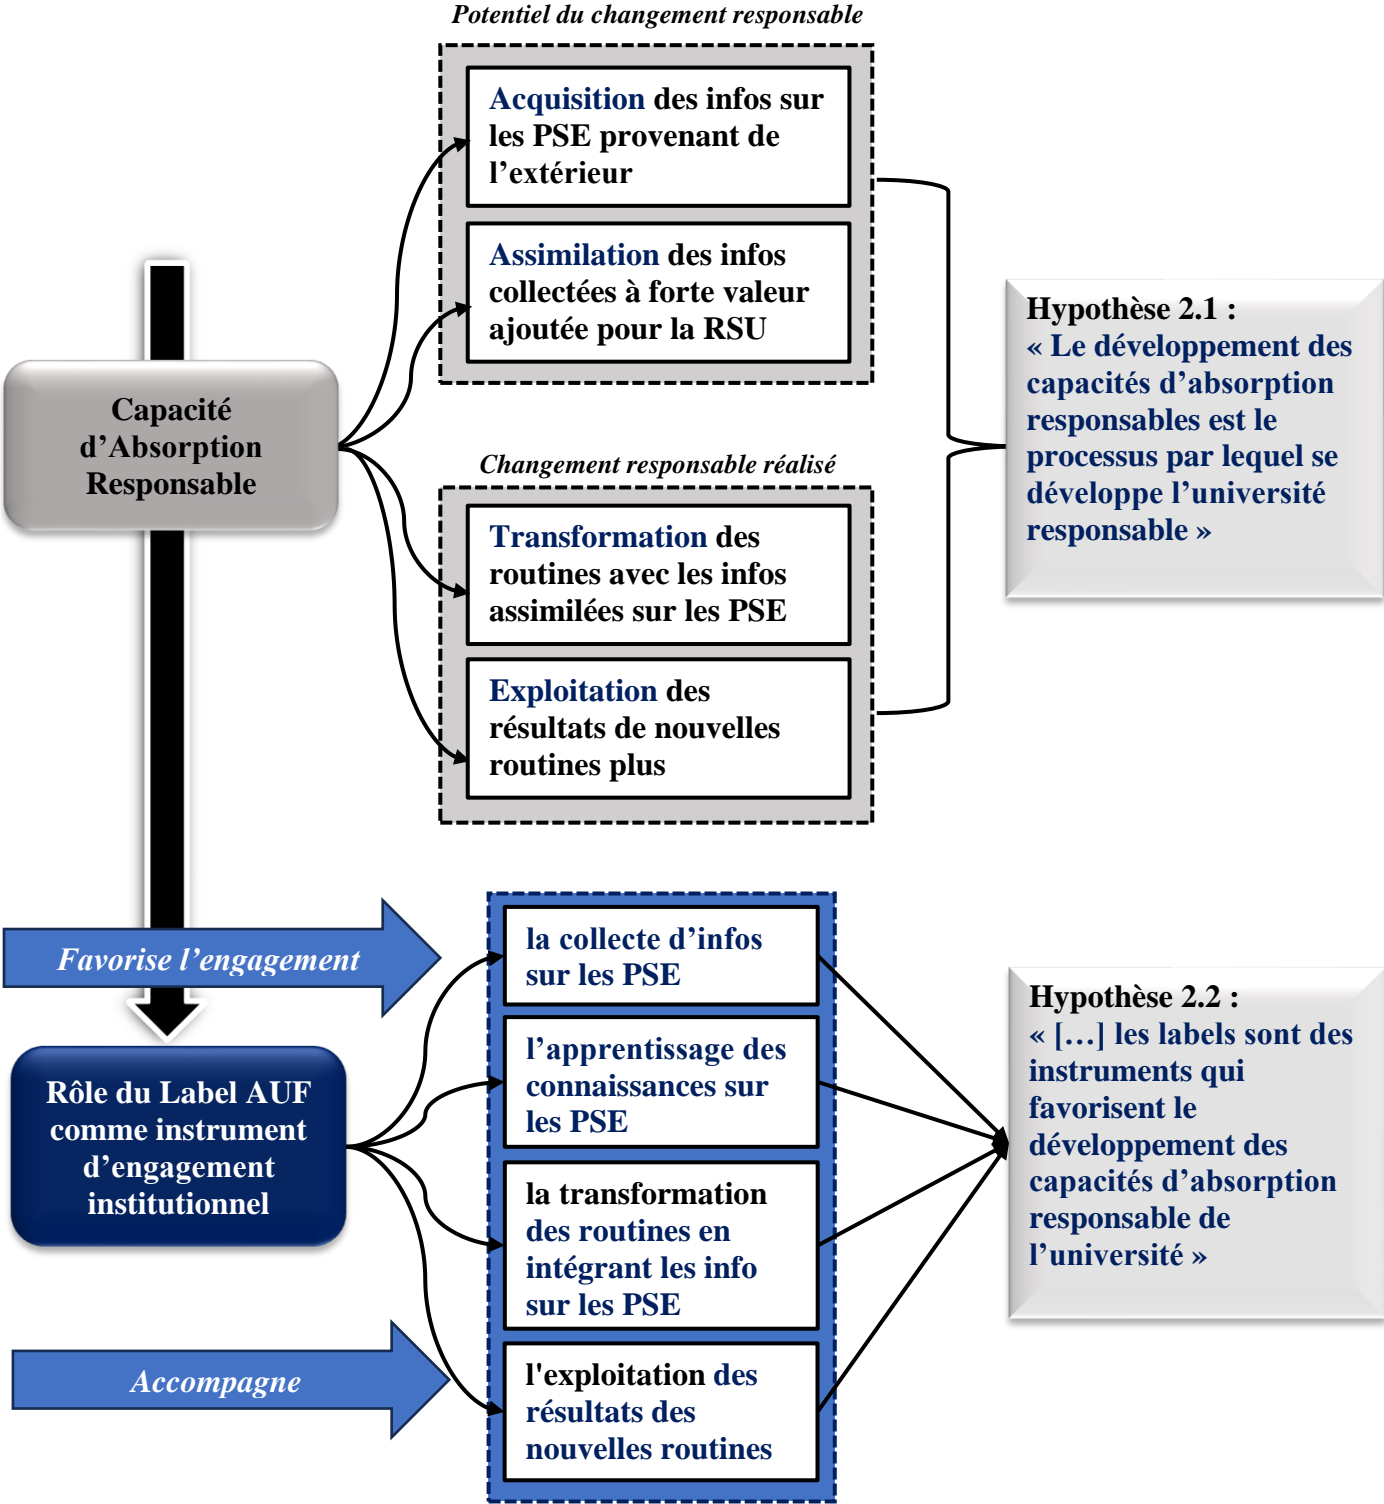 Potentiel du changement responsable
Acquisition des infos sur
les PSE provenant de
l’extérieur
Assimilation des infos
collectées à forte valeur
ajoutée pour la RSU
Capacité
d’Absorption
Responsable
Changement responsable réalisé
Transformation des
routines avec les infos
assimilées sur les PSE
Exploitation des
résultats de nouvelles
routines plus
Hypothèse 2.1 :
« Le développement des
capacités d’absorption
responsables est le
processus par lequel se
développe l’université
responsable »
Favorise l’engagement
Rôle du Label AUF
comme instrument
d’engagement
institutionnel
Accompagne
la collecte d’infos
sur les PSE
l’apprentissage des
connaissances sur
les PSE
la transformation
des routines en
intégrant les info
sur les PSE
l'exploitation des
résultats des
nouvelles routines
Hypothèse 2.2 :
« […] les labels sont des
instruments qui
favorisent le
développement des
capacités d’absorption
responsable de
l’université »